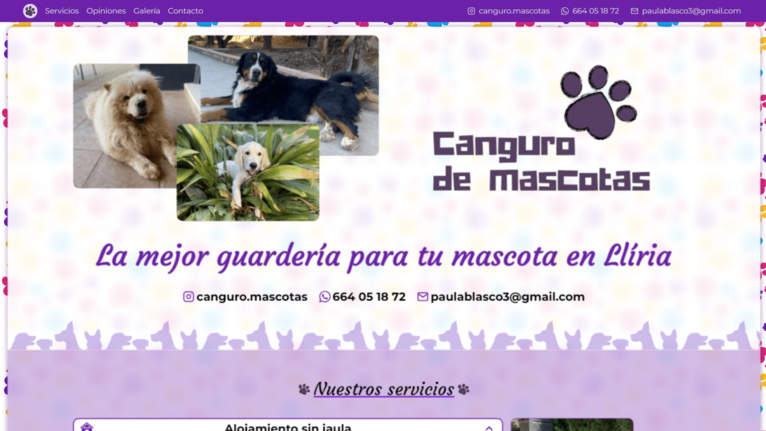 Servicios Opiniones Galería Contacto canguro.mascotas 664 05 18 72 paulablasco3@gmail.com
Canguro
de Mascotas
La mejor guardería para tu mascota en Llíria
canguro.mascotas 664 05 18 72 paulablasco3@gmail.com
Nuestros servicios
Alojamiento sin jaula